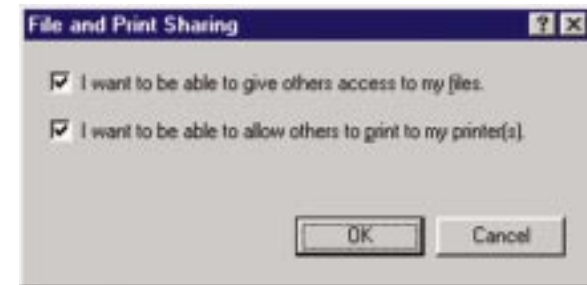 File and Print Sharing
I want to be able to give others access to my files.
I want to be able to allow others to print to my printer(s).
OK Cancel